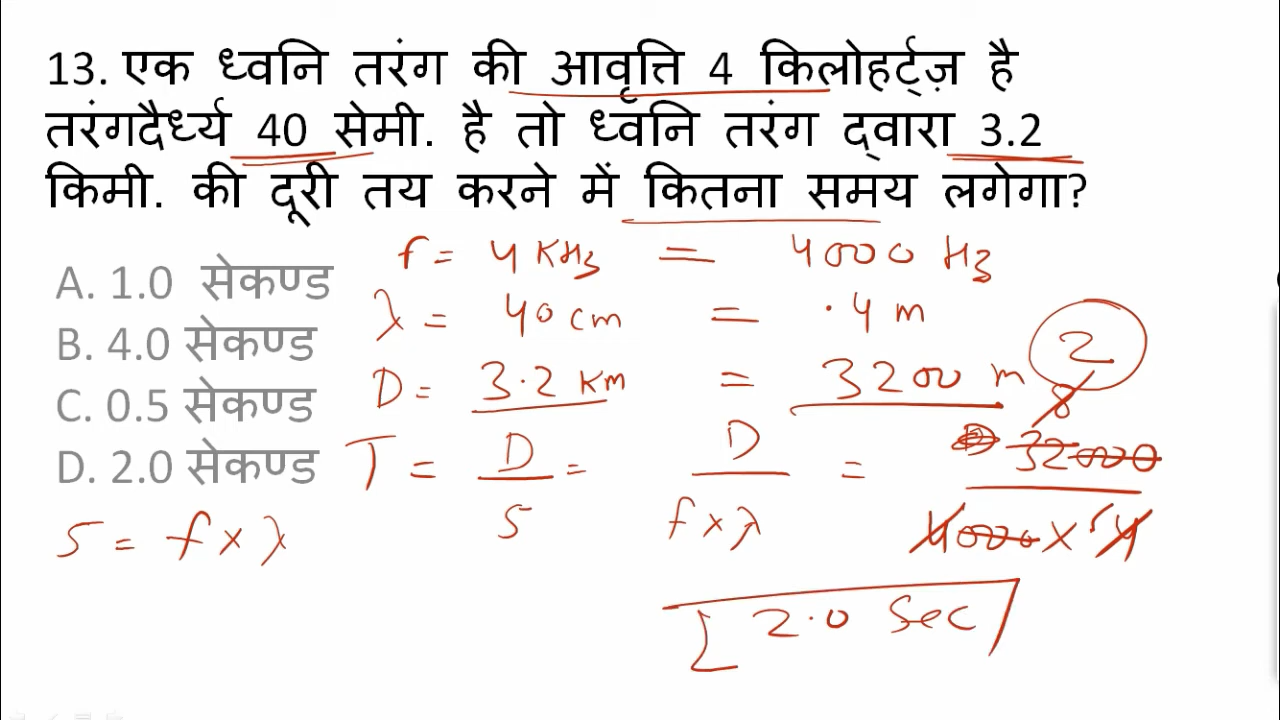 13. एक ध्वनि तरंग की आवृत्ति 4 किलोहर्ट्ज़ है
तरंगदैर्ध्य 40 सेमी. है तो ध्वनि तरंग द्वारा 3.2
किमी. की दूरी तय करने में कितना समय लगेगा?
A. 1.0 सेकण्ड
B. 4.0 सेकण्ड
C. 0.5 सेकण्ड
D. 2.0 सेकण्ड
f = 4 KHz = 4000 Hz
λ = 40 cm = .4 m
D = 3.2 Km = 3200 m
2
8
T = D/S = D/f×λ = 32000/4000×4
S = f×λ
2.0 Sec